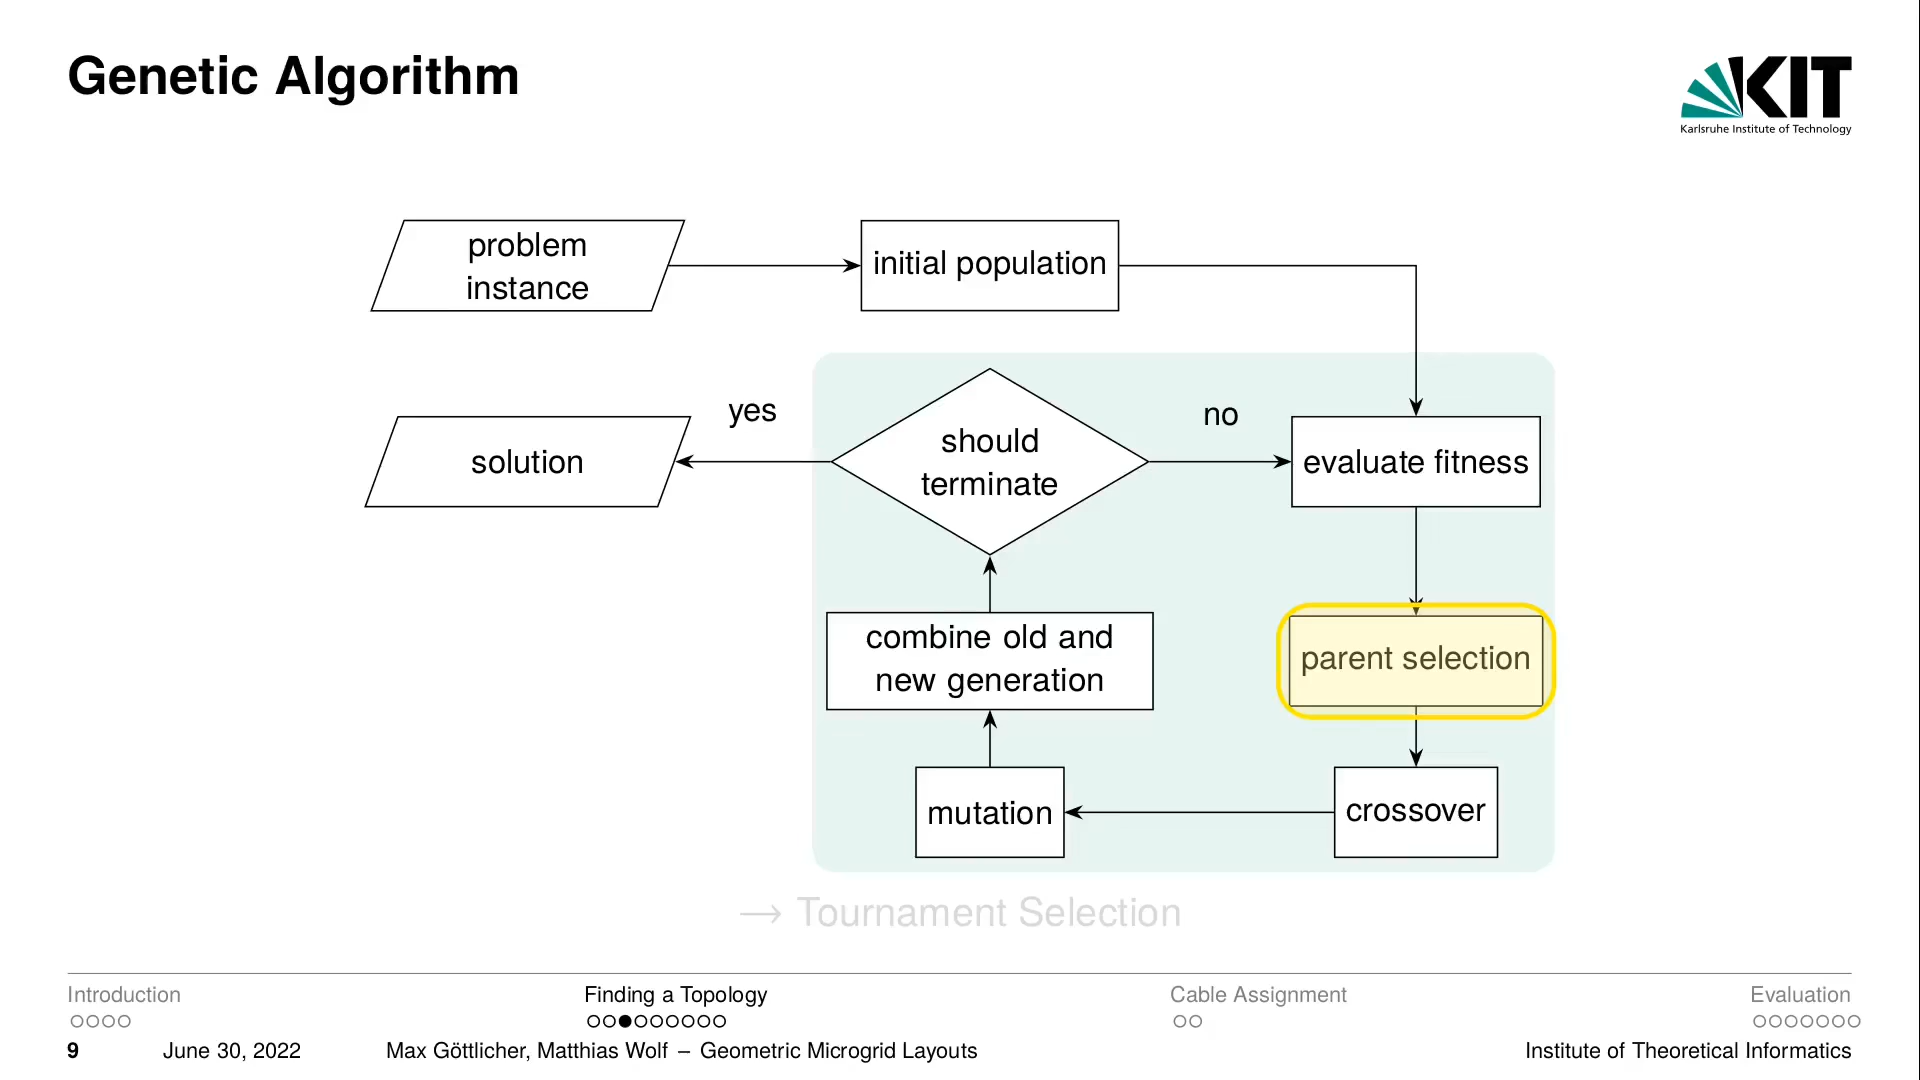 Genetic Algorithm
KIT
Karlsruhe Institute of Technology
problem
instance
initial population
yes
no
should
terminate
solution
evaluate fitness
combine old and
new generation
parent selection
mutation
crossover
→ Tournament Selection
Introduction
Finding a Topology
Cable Assignment
Evaluation
9 June 30, 2022 Max Göttlicher, Matthias Wolf – Geometric Microgrid Layouts Institute of Theoretical Informatics